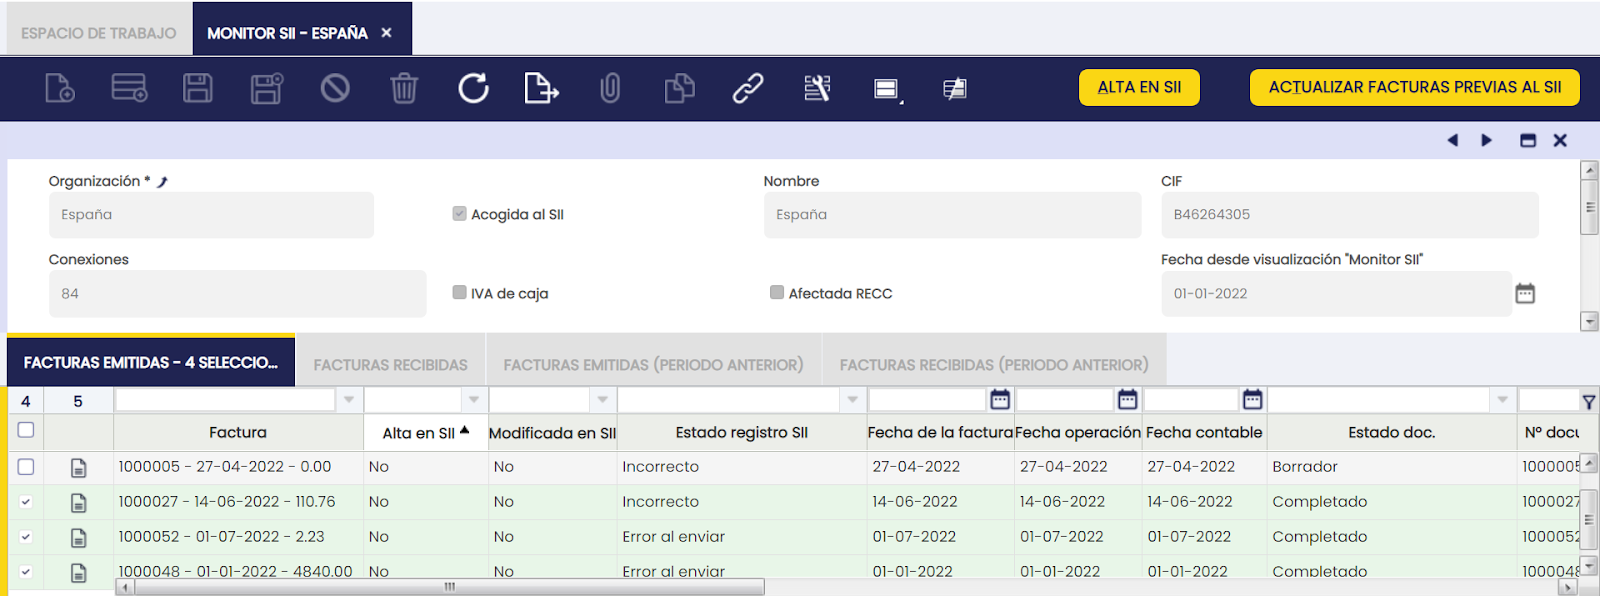 ESPACIO DE TRABAJO
MONITOR SII - ESPAÑA ×
ALTA EN SII
ACTUALIZAR FACTURAS PREVIAS AL SII
Organización *
Nombre
CIF
España
Acogida al SII
España
B46264305
Conexiones
Fecha desde visualización "Monitor SII"
84
IVA de caja
Afectada RECC
01-01-2022
FACTURAS EMITIDAS - 4 SELECCIO...
FACTURAS RECIBIDAS
FACTURAS EMITIDAS (PERIODO ANTERIOR)
FACTURAS RECIBIDAS (PERIODO ANTERIOR)
4 5
Factura Alta en SII Modificada en SII Estado registro SII Fecha de la factura Fecha operación Fecha contable Estado doc. Nº docu
1000005 - 27-04-2022 - 0.00 No No Incorrecto 27-04-2022 27-04-2022 27-04-2022 Borrador 1000005
1000027 - 14-06-2022 - 110.76 No No Incorrecto 14-06-2022 14-06-2022 14-06-2022 Completado 1000027
1000052 - 01-07-2022 - 2.23 No No Error al enviar 01-07-2022 01-07-2022 01-07-2022 Completado 1000052
1000048 - 01-01-2022 - 4840.00 No No Error al enviar 01-01-2022 01-01-2022 01-01-2022 Completado 1000048